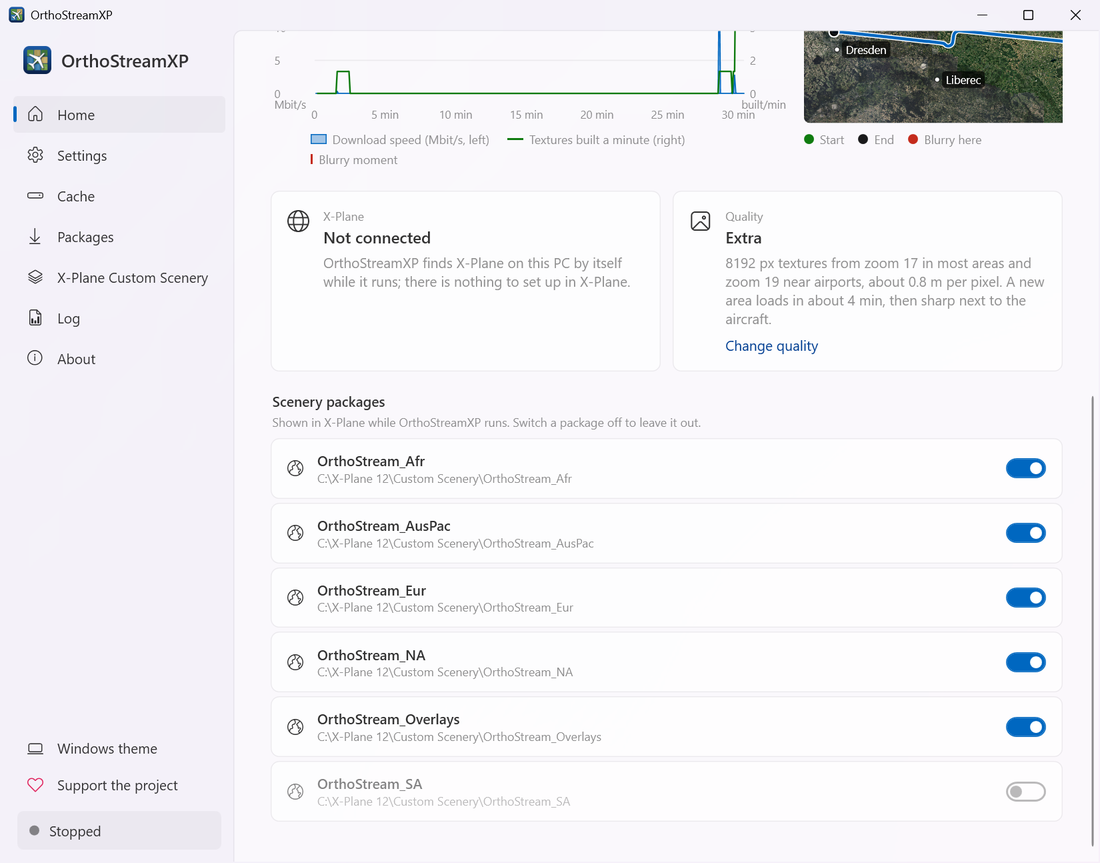 OrthoStreamXP
OrthoStreamXP
Home
Settings
Cache
Packages
X-Plane Custom Scenery
Log
About
Windows theme
Support the project
Stopped
5
2
0
0
Mbit/s
built/min
0
5 min
10 min
15 min
20 min
25 min
30 min
Download speed (Mbit/s, left)
Textures built a minute (right)
Blurry moment
Dresden
Liberec
Start
End
Blurry here
X-Plane
Not connected
OrthoStreamXP finds X-Plane on this PC by itself
while it runs; there is nothing to set up in X-Plane.
Quality
Extra
8192 px textures from zoom 17 in most areas and
zoom 19 near airports, about 0.8 m per pixel. A new
area loads in about 4 min, then sharp next to the
aircraft.
Change quality
Scenery packages
Shown in X-Plane while OrthoStreamXP runs. Switch a package off to leave it out.
OrthoStream_Afr
C:\X-Plane 12\Custom Scenery\OrthoStream_Afr
OrthoStream_AusPac
C:\X-Plane 12\Custom Scenery\OrthoStream_AusPac
OrthoStream_Eur
C:\X-Plane 12\Custom Scenery\OrthoStream_Eur
OrthoStream_NA
C:\X-Plane 12\Custom Scenery\OrthoStream_NA
OrthoStream_Overlays
C:\X-Plane 12\Custom Scenery\OrthoStream_Overlays
OrthoStream_SA
C:\X-Plane 12\Custom Scenery\OrthoStream_SA